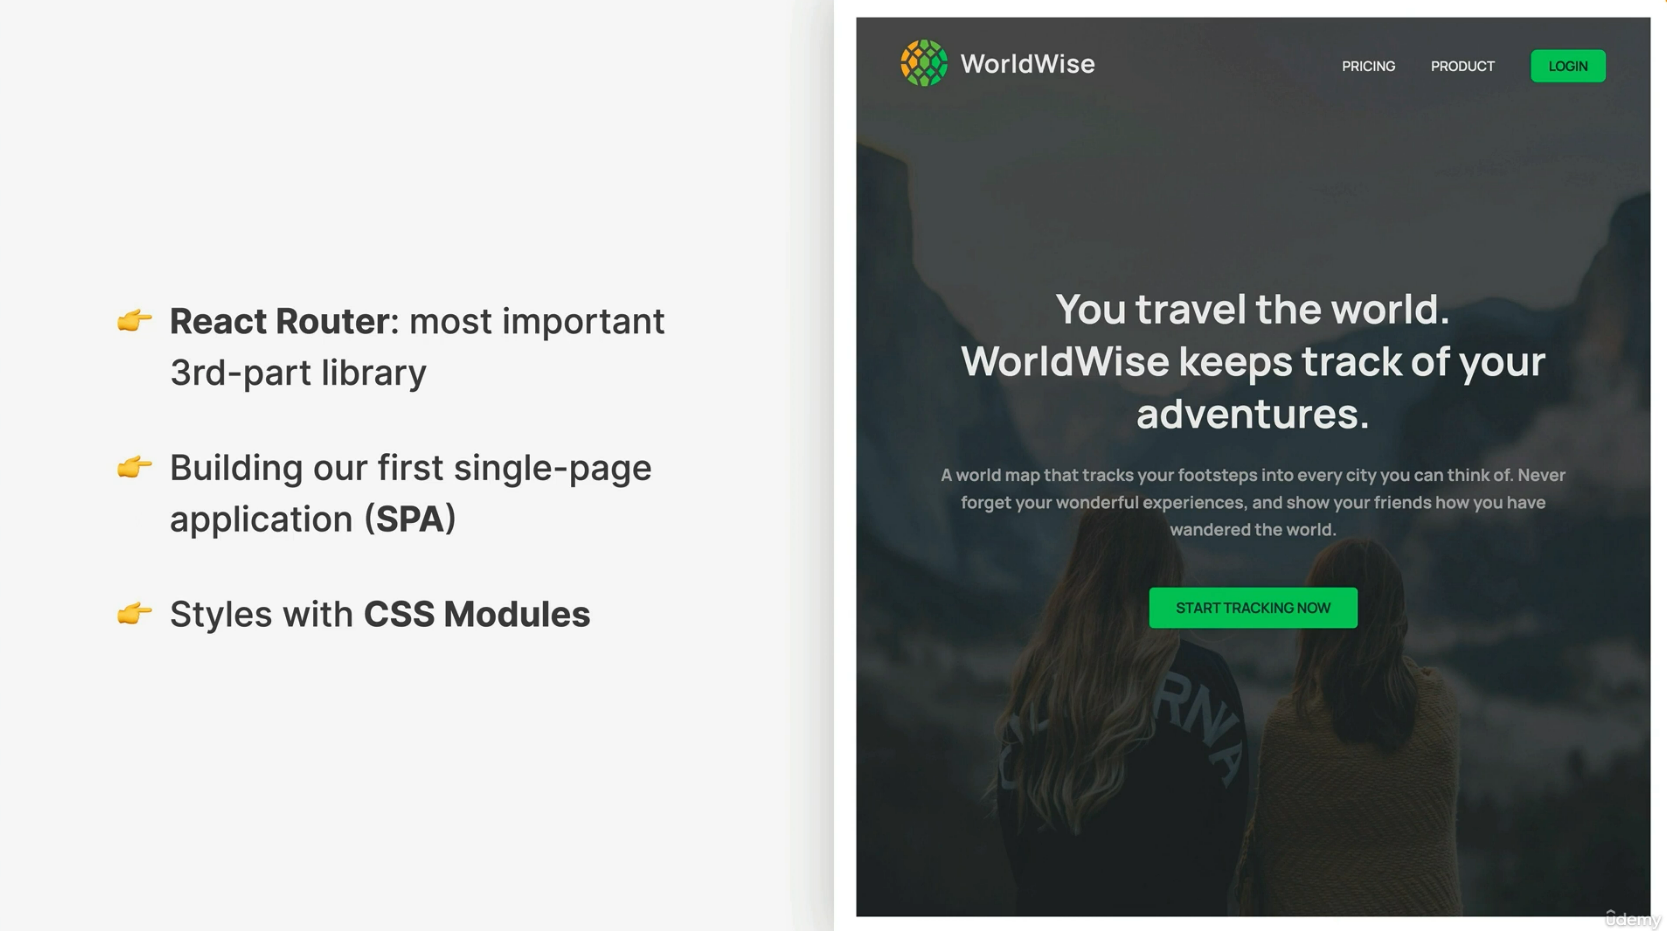 React Router: most important
3rd-part library
Building our first single-page
application (SPA)
Styles with CSS Modules
WorldWise
PRICING
PRODUCT
LOGIN
You travel the world.
WorldWise keeps track of your
adventures.
A world map that tracks your footsteps into every city you can think of. Never
forget your wonderful experiences, and show your friends how you have
wandered the world.
START TRACKING NOW
udemy